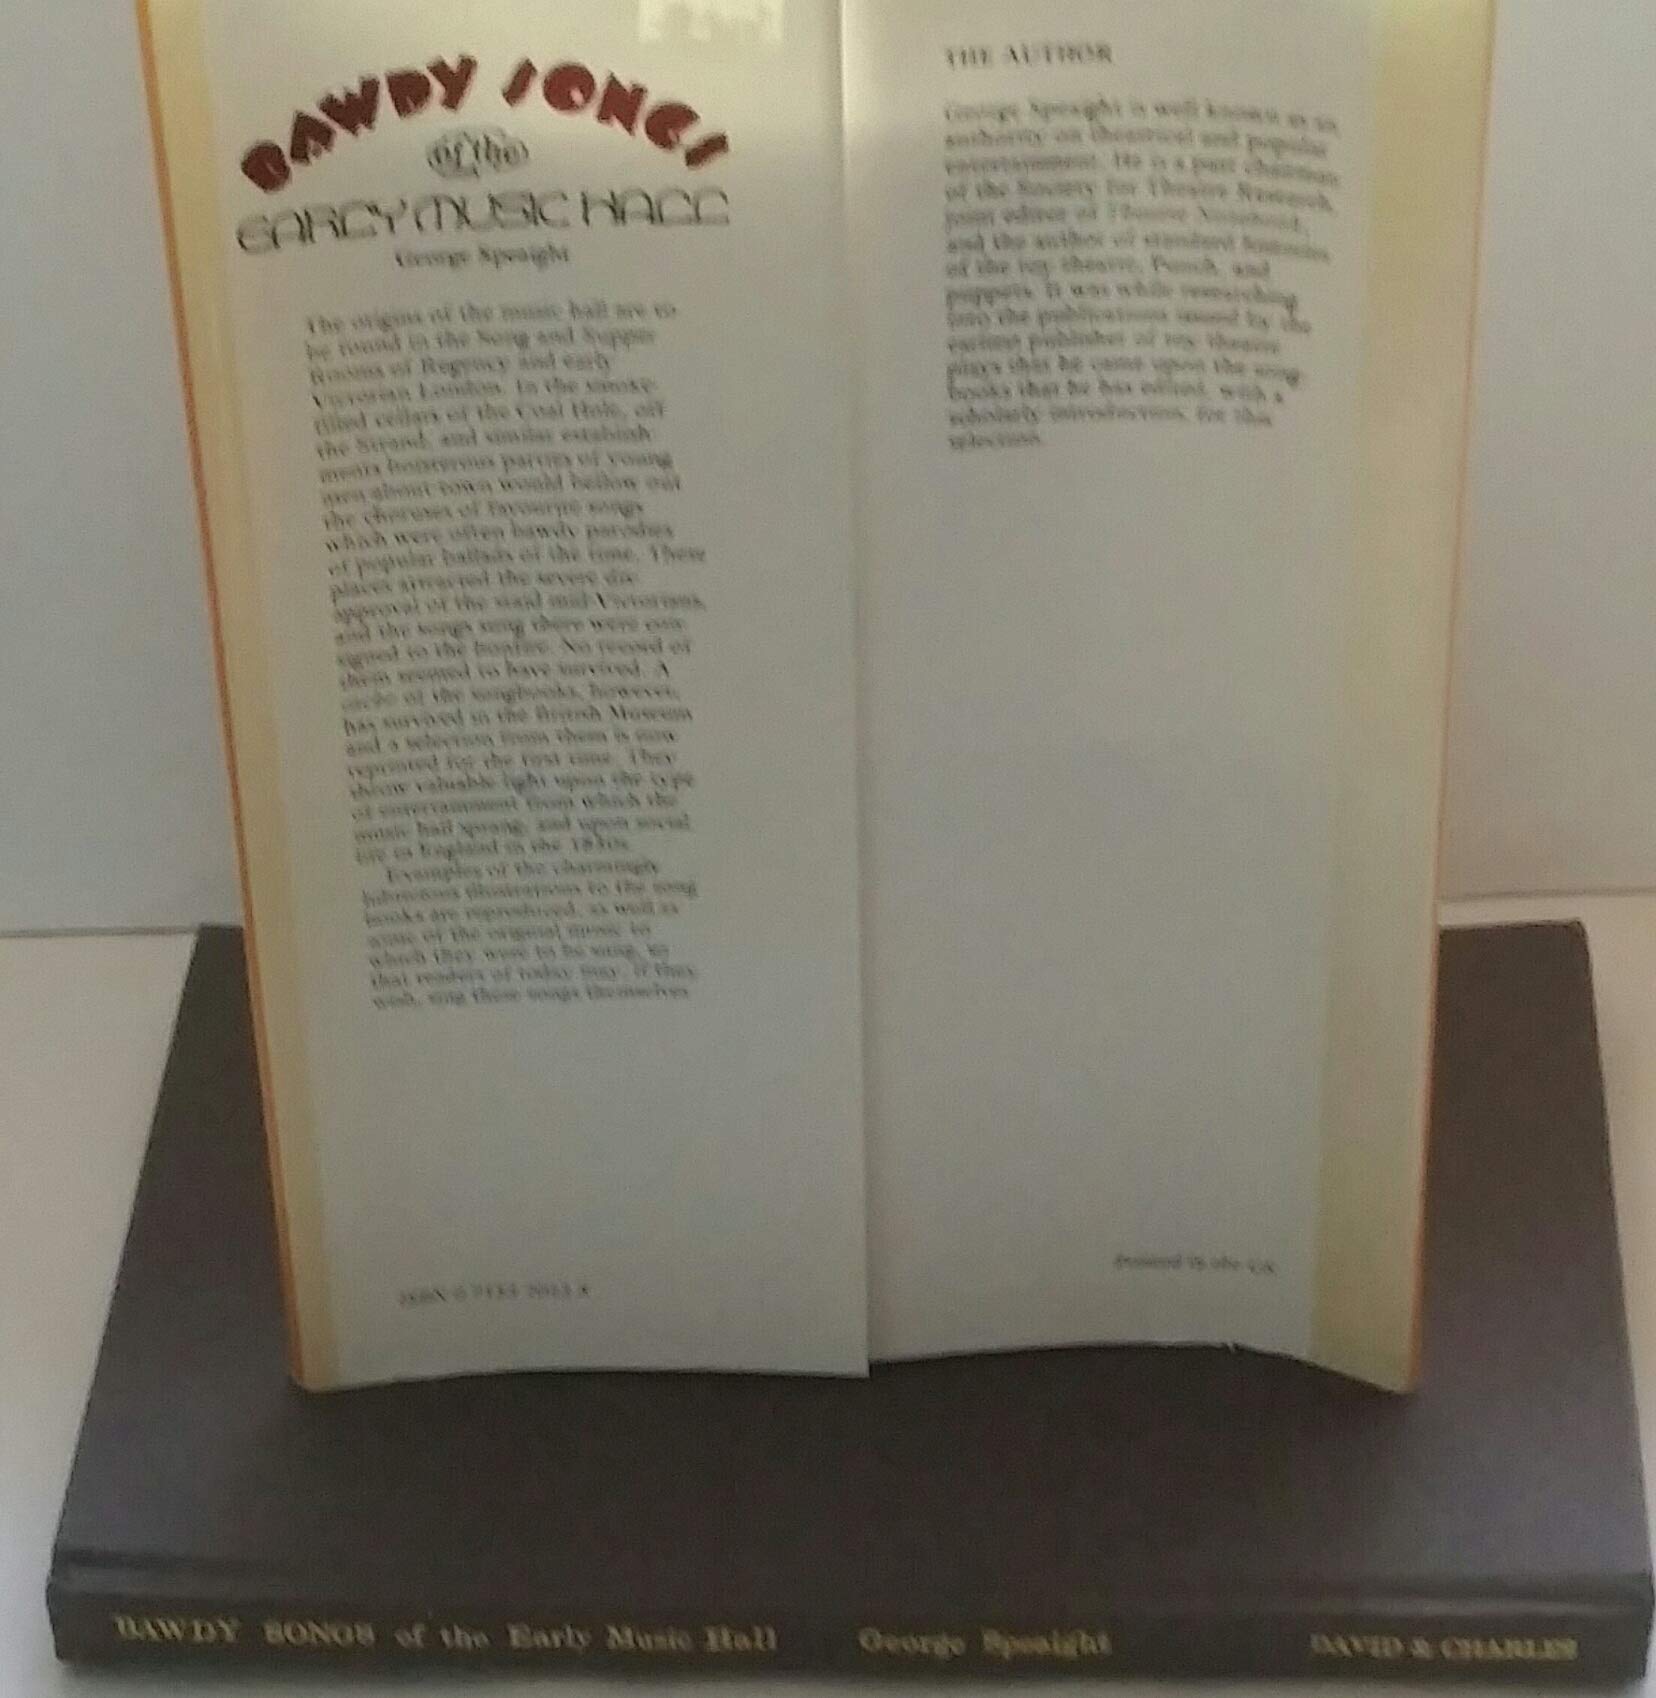 BAWDY SONGS
of the
EARLY MUSIC HALL
George Speaight
The origins of the music hall are to
be found in the Song and Supper
Rooms of Regency and early
Victorian London. In the smoke-
filled cellars of the Coal Hole, off
the Strand, and similar establish-
ments boisterous parties of young
men about town would bellow out
the choruses of favourite songs
which were often bawdy parodies
of popular ballads of the time. These
places attracted the severe dis-
approval of the staid mid-Victorians,
and the songs sung there were con-
signed to the bonfire. No record of
them seemed to have survived. A
cache of the songbooks, however,
has survived in the British Museum
and a selection from them is now
reprinted for the first time. They
throw valuable light upon the type
of entertainment from which the
music hall sprang, and upon social
life in England in the 1830s.
Examples of the charmingly
lubricious illustrations to the song
books are reproduced, as well as
some of the original music to
which they were to be sung, so
that readers of today may, if they
wish, sing these songs themselves
ISBN 0 7153
THE AUTHOR
George Speaight is well known as an
authority on theatrical and popular
entertainment. He is a past chairman
of the Society for Theatre Research,
joint editor of Theatre Notebook,
and the author of standard histories
of the toy theatre, Punch, and
puppets. It was while researching
into the publications issued by the
earliest publisher of toy theatre
plays that he came upon the song
books that he has edited, with a
scholarly introduction, for this
selection.
Printed in the UK
BAWDY SONGS of the Early Music Hall George Speaight DAVID & CHARLES